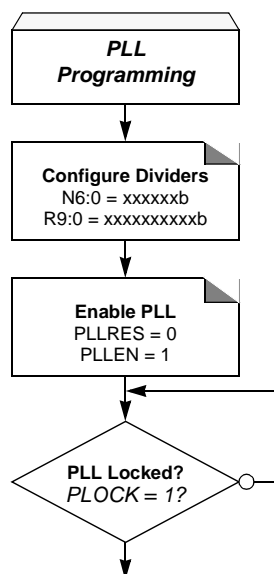 PLL
Programming
Configure Dividers
N6:0 = xxxxxxb
R9:0 = xxxxxxxxxxb
Enable PLL
PLLRES = 0
PLLEN = 1
PLL Locked?
PLOCK = 1?